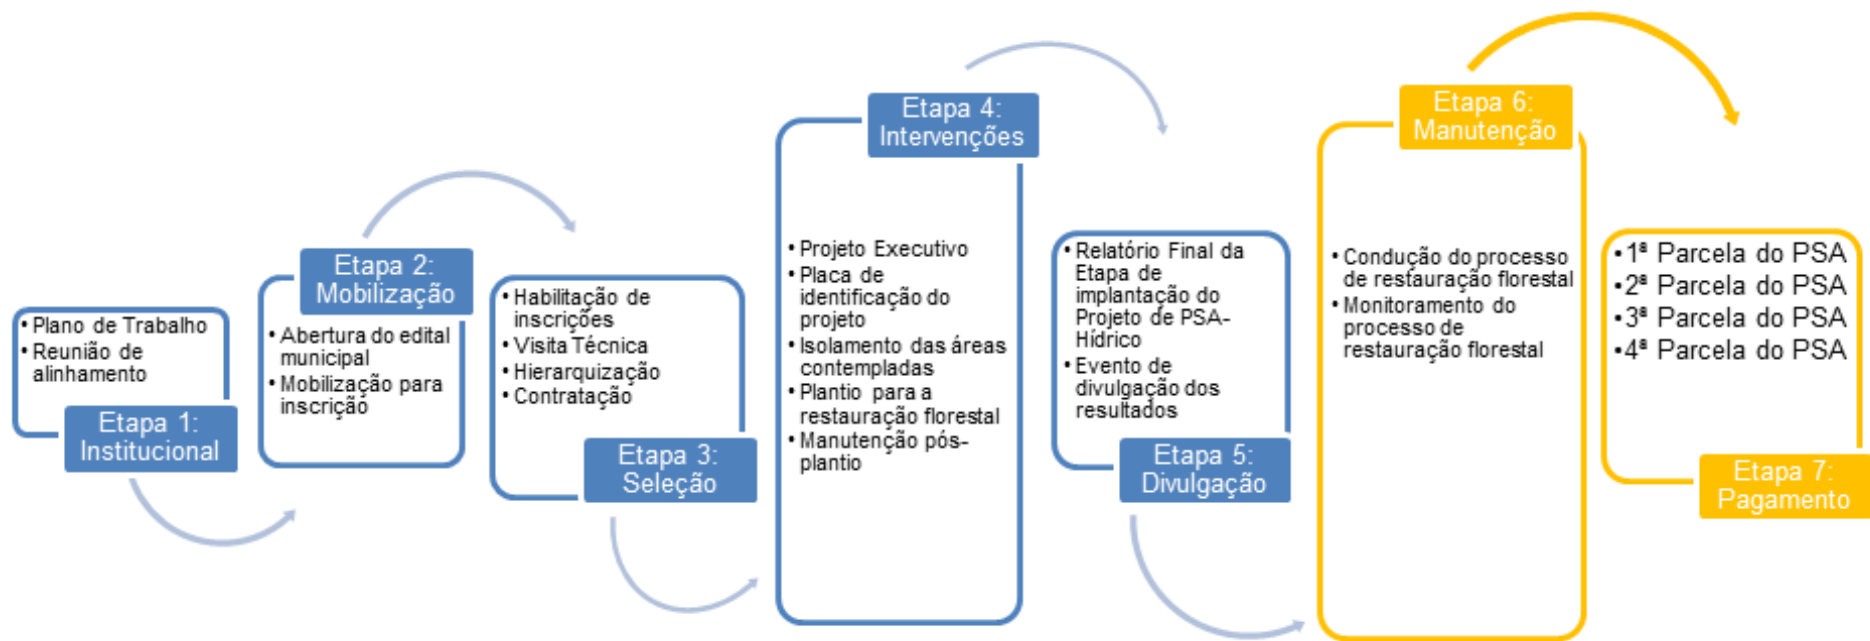 Etapa 1:
Institucional
• Plano de Trabalho
• Reunião de
alinhamento
Etapa 2:
Mobilização
• Abertura do edital
municipal
• Mobilização para
inscrição
• Habilitação de
inscrições
• Visita Técnica
• Hierarquização
• Contratação
Etapa 3:
Seleção
Etapa 4:
Intervenções
• Projeto Executivo
• Placa de
identificação do
projeto
• Isolamento das áreas
contempladas
• Plantio para a
restauração florestal
• Manutenção pós-
plantio
• Relatório Final da
Etapa de
implantação do
Projeto de PSA-
Hídrico
• Evento de
divulgação dos
resultados
Etapa 5:
Divulgação
Etapa 6:
Manutenção
• Condução do processo
de restauração florestal
• Monitoramento do
processo de
restauração florestal
• 1ª Parcela do PSA
• 2ª Parcela do PSA
• 3ª Parcela do PSA
• 4ª Parcela do PSA
Etapa 7:
Pagamento